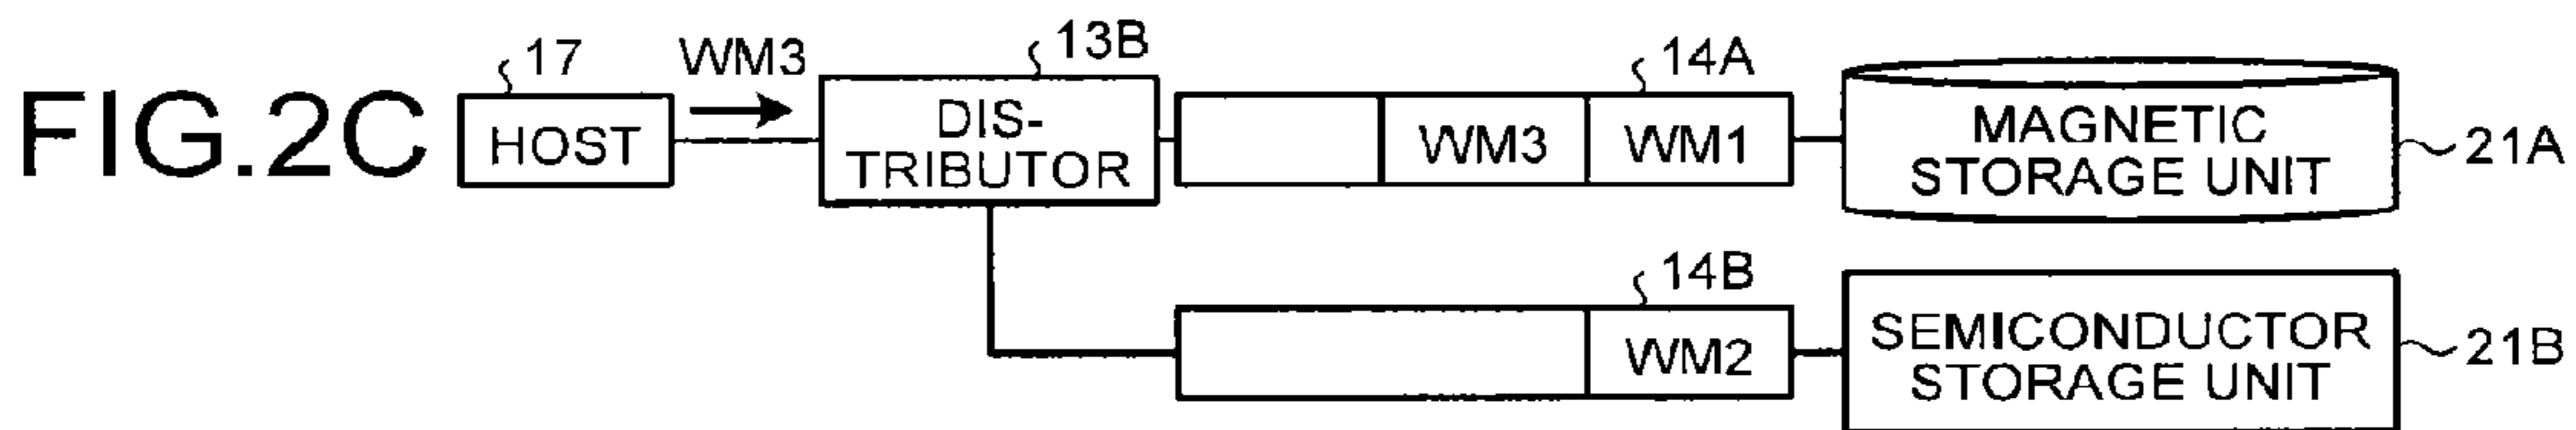 FIG.2C
17
HOST
WM3
13B
DIS-
TRIBUTOR
14A
WM3
WM1
MAGNETIC
STORAGE UNIT
21A
14B
WM2
SEMICONDUCTOR
STORAGE UNIT
21B